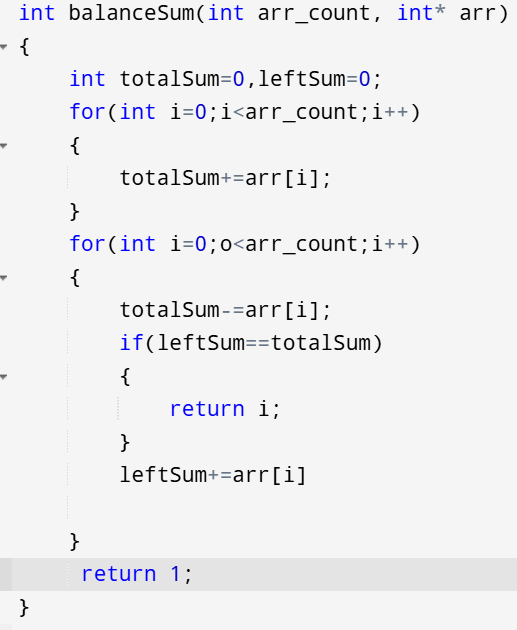 int balanceSum(int arr_count, int* arr)
{
    int totalSum=0,leftSum=0;
    for(int i=0;i<arr_count;i++)
    {
        totalSum+=arr[i];
    }
    for(int i=0;o<arr_count;i++)
    {
        totalSum-=arr[i];
        if(leftSum==totalSum)
        {
            return i;
        }
        leftSum+=arr[i]
    }
     return 1;
}